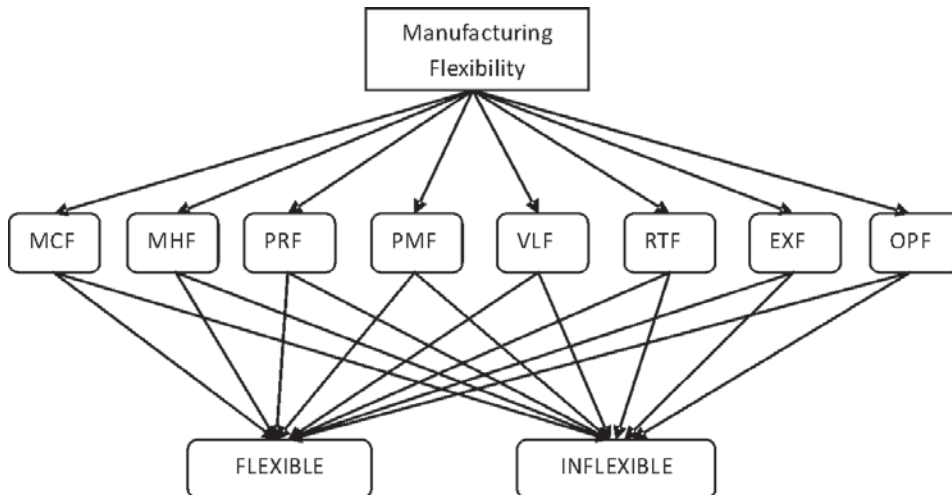 Manufacturing
Flexibility
MCF
MHF
PRF
PMF
VLF
RTF
EXF
OPF
FLEXIBLE
INFLEXIBLE